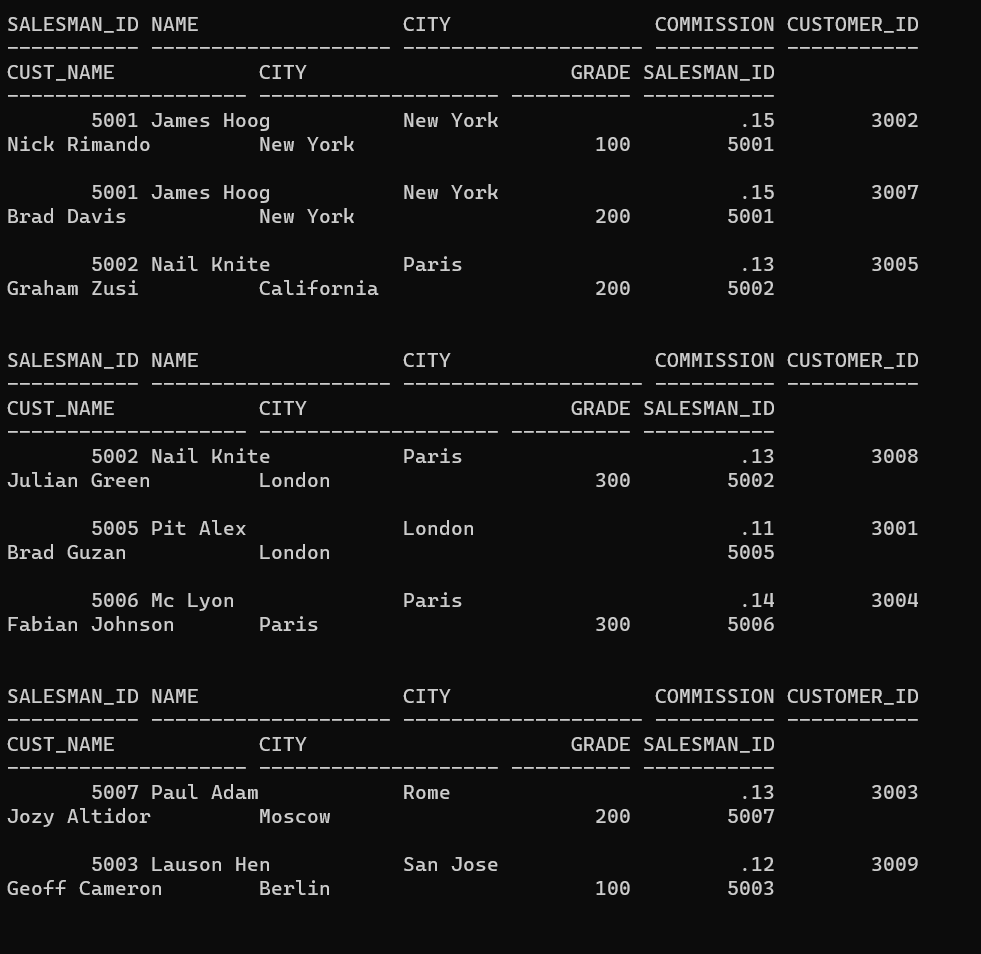 SALESMAN_ID NAME                 CITY                 COMMISSION CUSTOMER_ID
----------- -------------------- -------------------- ---------- -----------
CUST_NAME            CITY                      GRADE SALESMAN_ID
-------------------- -------------------- ---------- -----------
       5001 James Hoog           New York                    .15        3002
Nick Rimando         New York                    100        5001

       5001 James Hoog           New York                    .15        3007
Brad Davis           New York                    200        5001

       5002 Nail Knite           Paris                       .13        3005
Graham Zusi          California                  200        5002


SALESMAN_ID NAME                 CITY                 COMMISSION CUSTOMER_ID
----------- -------------------- -------------------- ---------- -----------
CUST_NAME            CITY                      GRADE SALESMAN_ID
-------------------- -------------------- ---------- -----------
       5002 Nail Knite           Paris                       .13        3008
Julian Green         London                      300        5002

       5005 Pit Alex             London                      .11        3001
Brad Guzan           London                                 5005

       5006 Mc Lyon              Paris                       .14        3004
Fabian Johnson       Paris                       300        5006


SALESMAN_ID NAME                 CITY                 COMMISSION CUSTOMER_ID
----------- -------------------- -------------------- ---------- -----------
CUST_NAME            CITY                      GRADE SALESMAN_ID
-------------------- -------------------- ---------- -----------
       5007 Paul Adam            Rome                        .13        3003
Jozy Altidor         Moscow                      200        5007

       5003 Lauson Hen           San Jose                    .12        3009
Geoff Cameron        Berlin                      100        5003